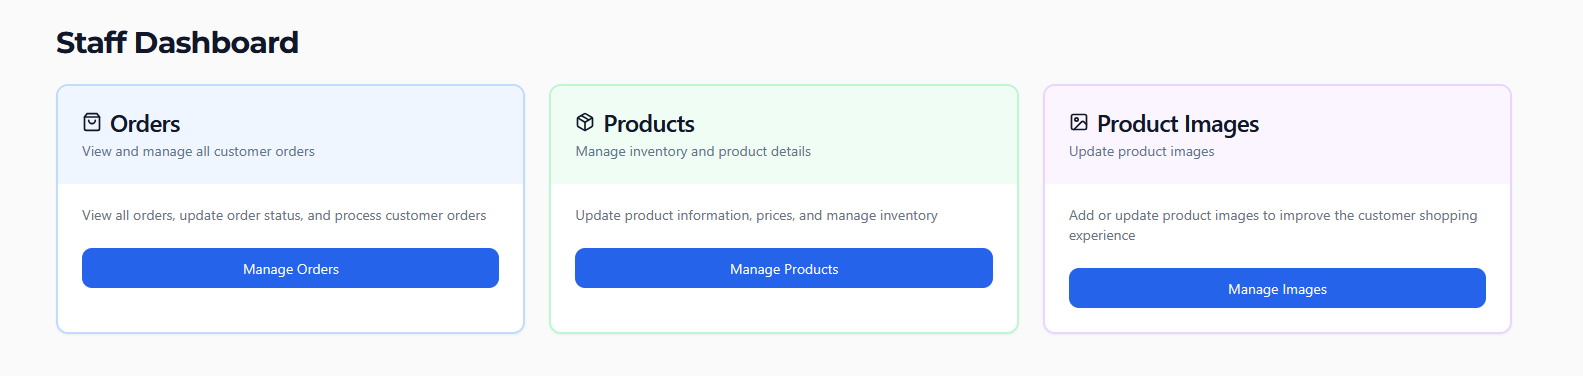 Staff Dashboard
Orders
View and manage all customer orders
View all orders, update order status, and process customer orders
Manage Orders
Products
Manage inventory and product details
Update product information, prices, and manage inventory
Manage Products
Product Images
Update product images
Add or update product images to improve the customer shopping
experience
Manage Images